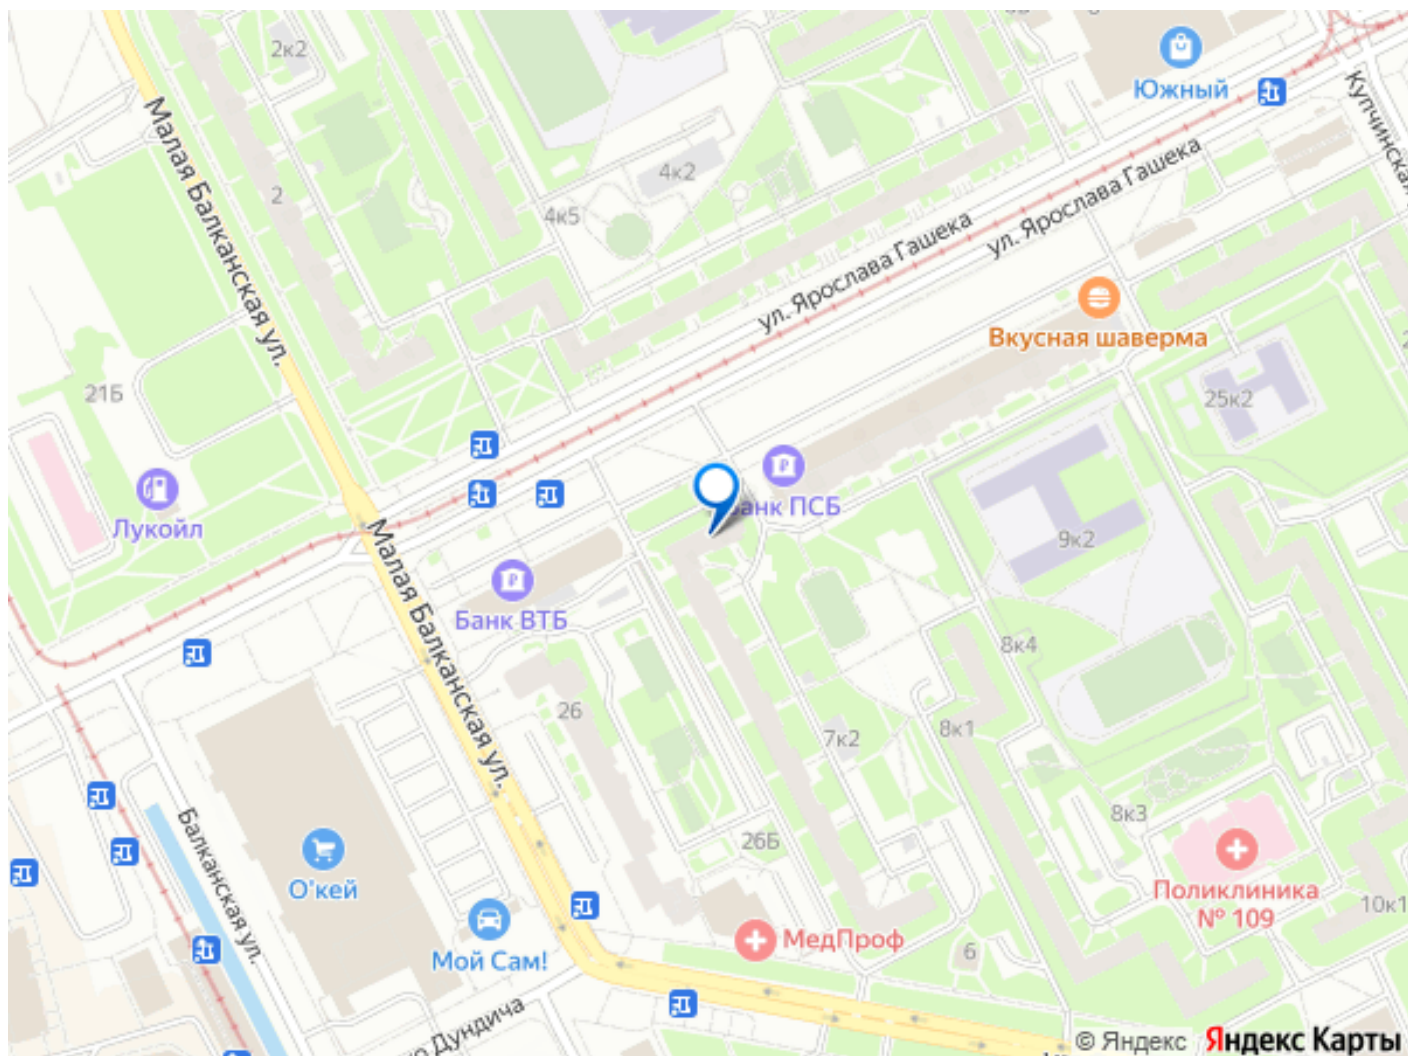 2к2
Южный
Малая Балканская ул.
Купчинская
4к2
2
4к5
ул. Ярослава Гашека
ул. Ярослава Гашека
Вкусная шаверма
21Б
25к2
Лукойл
Банк ПСБ
9к2
Малая Балканская ул.
Банк ВТБ
8к4
26
7к2
8к1
8к3
26Б
Балканская ул.
О'кей
Поликлиника
№ 109
10к1
МедПроф
Мой Сам!
6
Дундича
© Яндекс Яндекс Карты